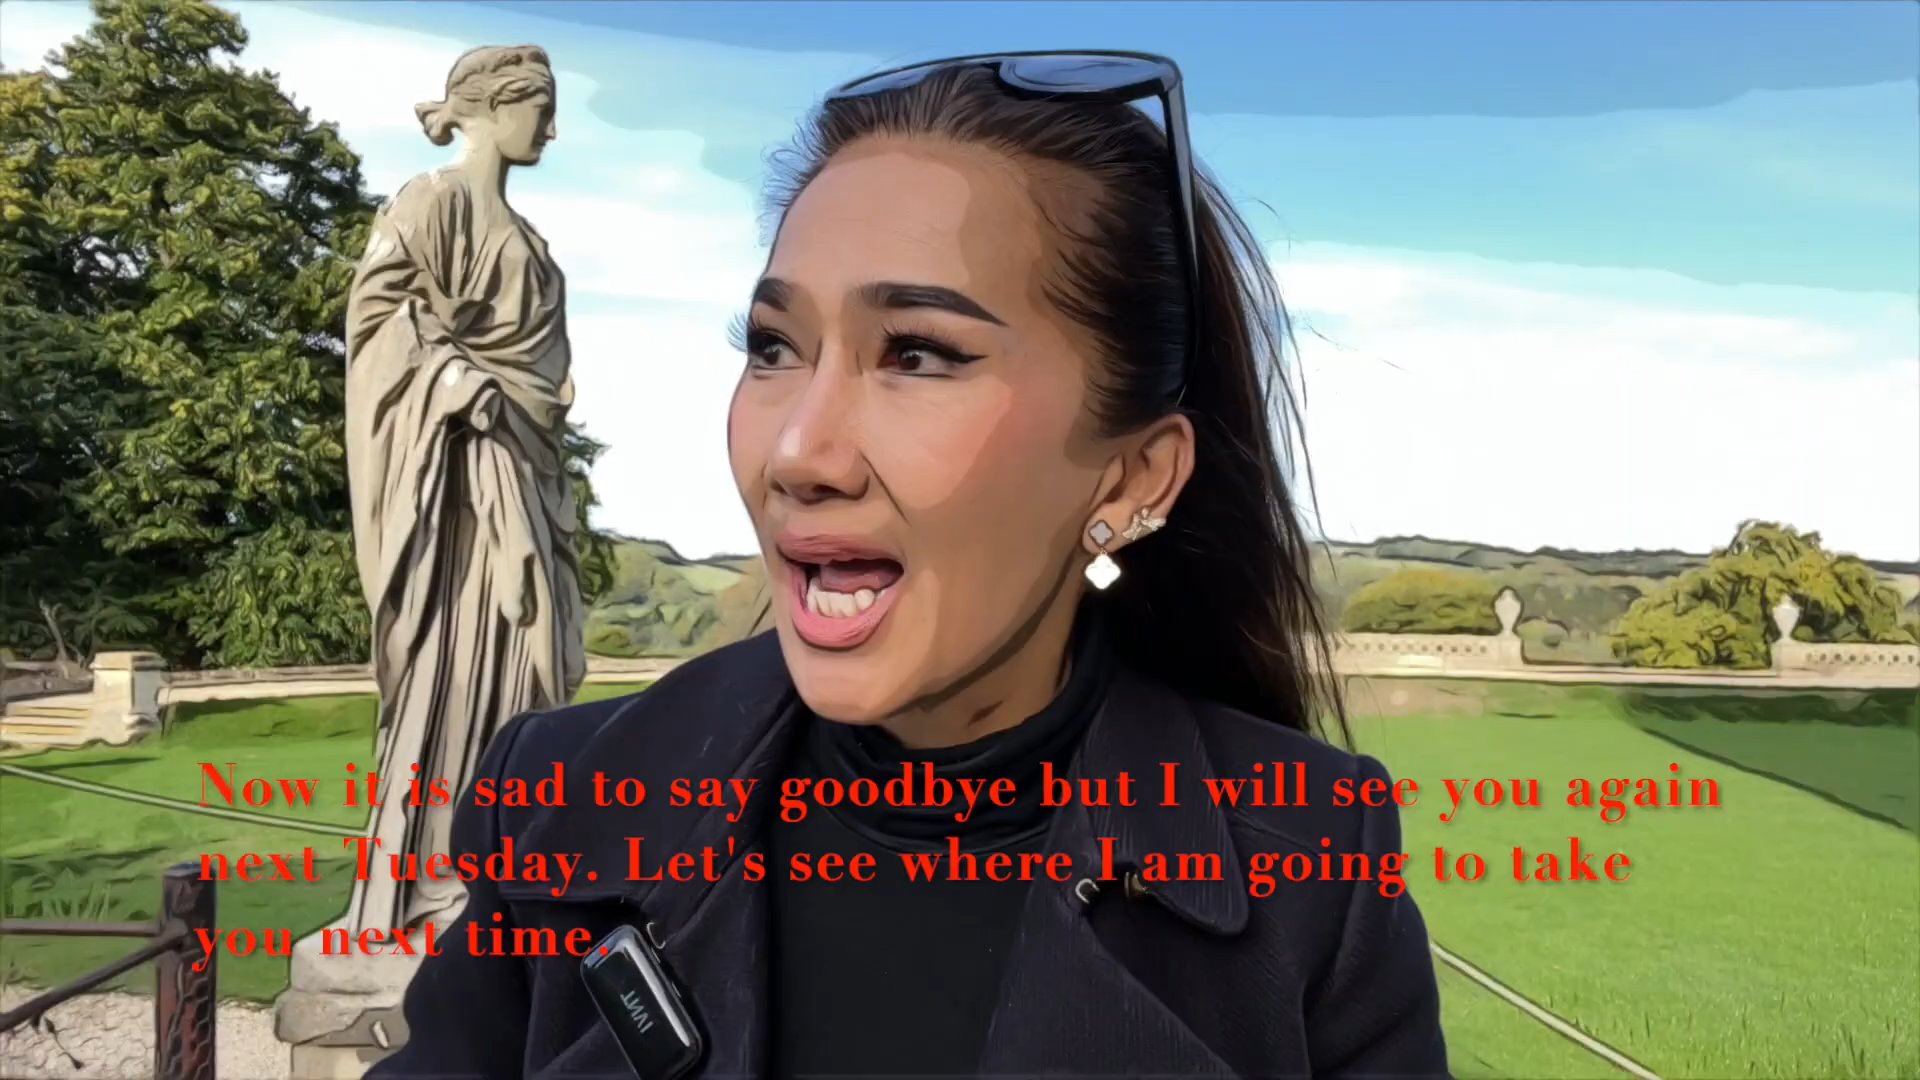 Now it is sad to say goodbye but I will see you again
next Tuesday. Let's see where I am going to take
you next time.